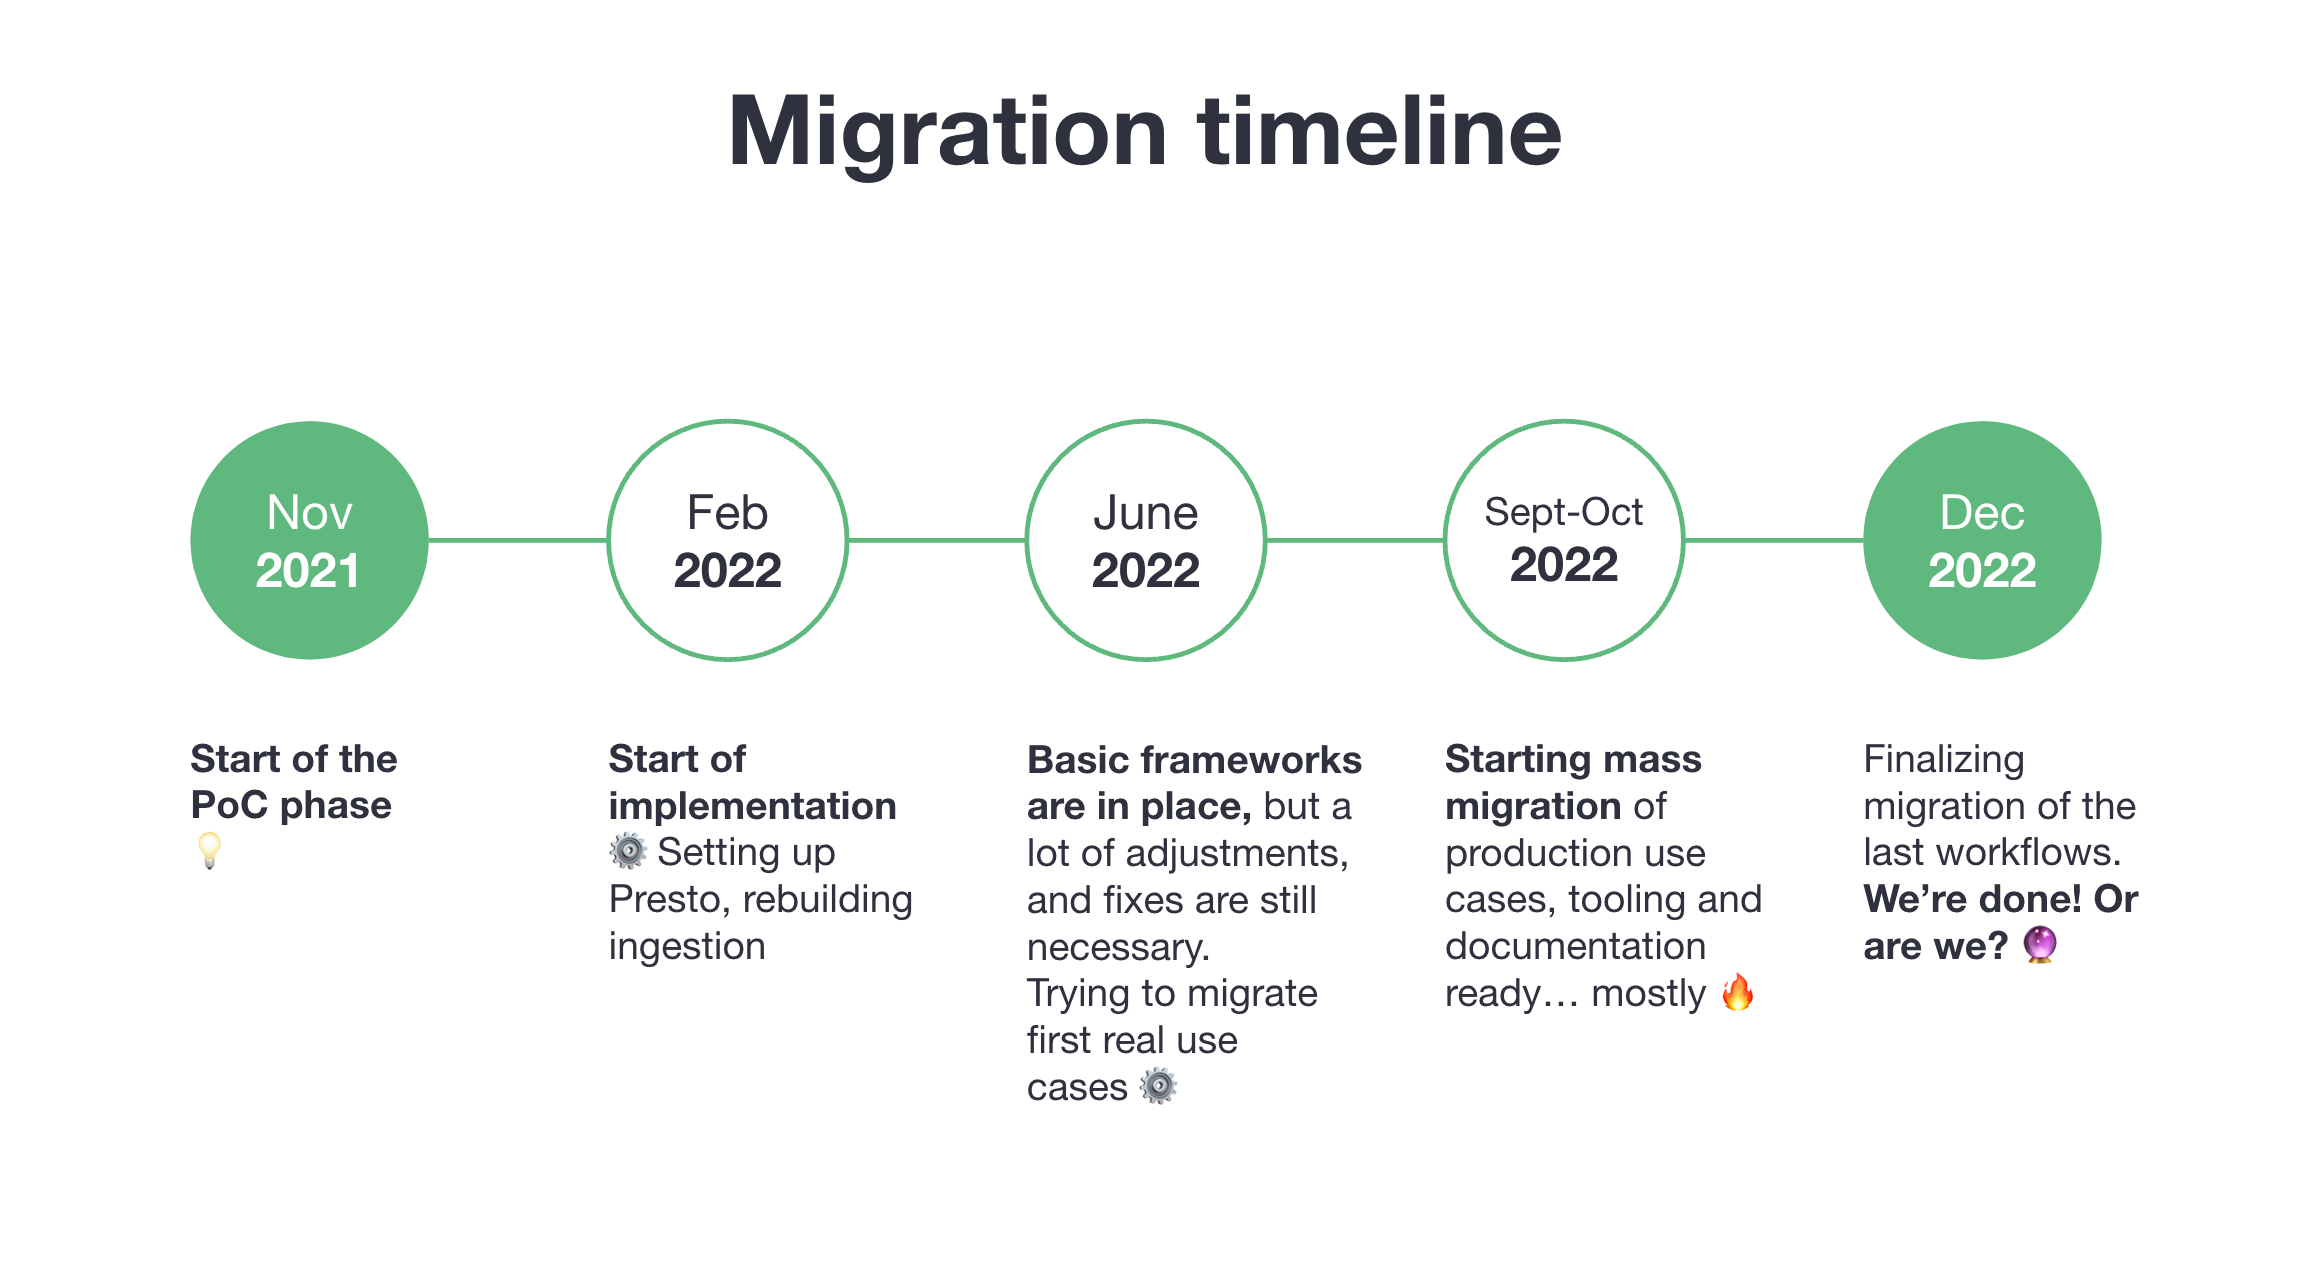 Migration timeline
Nov
2021
Feb
2022
June
2022
Sept-Oct
2022
Dec
2022
Start of the
PoC phase
💡
Start of
implementation
⚙️ Setting up
Presto, rebuilding
ingestion
Basic frameworks
are in place, but a
lot of adjustments,
and fixes are still
necessary.
Trying to migrate
first real use
cases ⚙️
Starting mass
migration of
production use
cases, tooling and
documentation
ready… mostly 🔥
Finalizing
migration of the
last workflows.
We’re done! Or
are we? 🔮